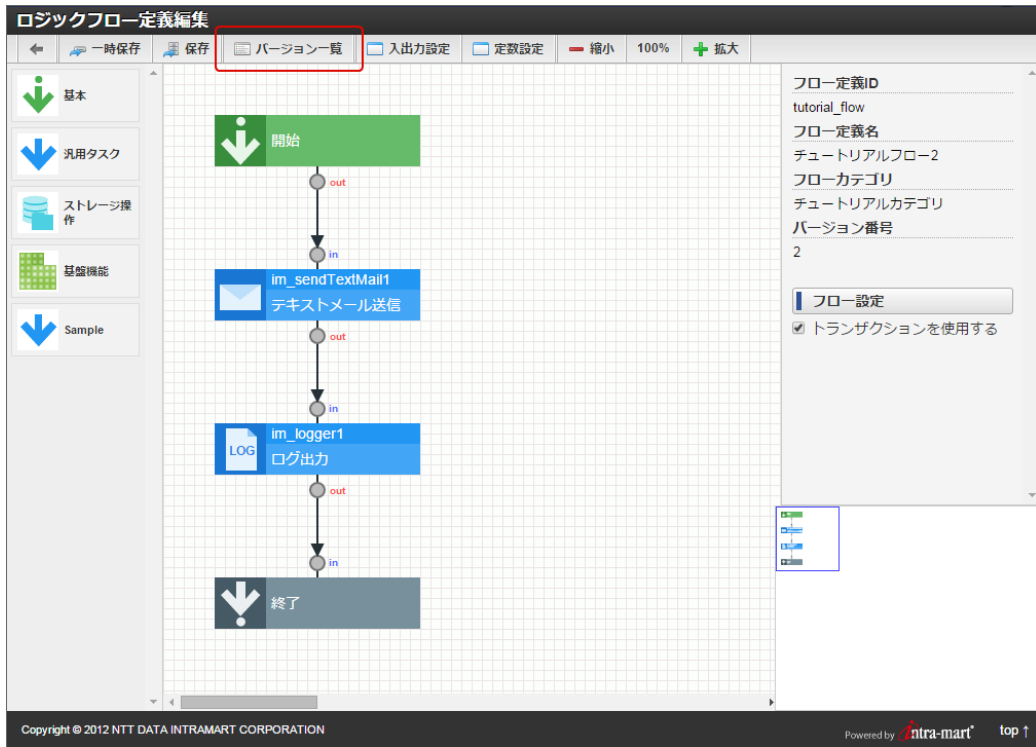 ロジックフロー定義編集
一時保存 保存 バージョン一覧 入出力設定 定数設定 縮小 100% 拡大
基本
汎用タスク
ストレージ操
作
基盤機能
Sample
開始
out
in
im_sendTextMail1
テキストメール送信
out
in
im_logger1
LOG
ログ出力
out
in
終了
フロー定義ID
tutorial_flow
フロー定義名
チュートリアルフロー2
フローカテゴリ
チュートリアルカテゴリ
バージョン番号
2
フロー設定
トランザクションを使用する
Copyright © 2012 NTT DATA INTRAMART CORPORATION
Powered by intra-mart top ↑